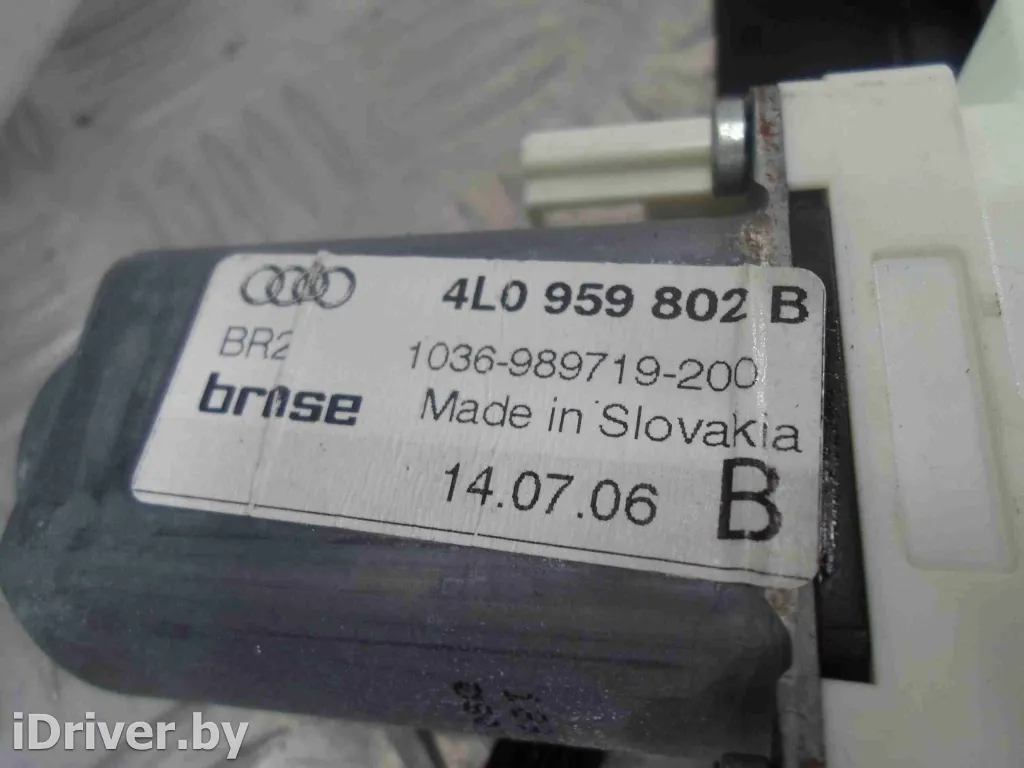 4L0 959 802 B
BR2 1036-989719-200
brose Made in Slovakia
14.07.06 B
iDriver.by